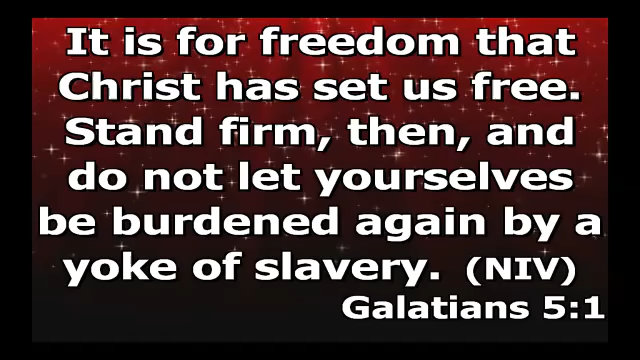 It is for freedom that
Christ has set us free.
Stand firm, then, and
do not let yourselves
be burdened again by a
yoke of slavery. (NIV)
Galatians 5:1